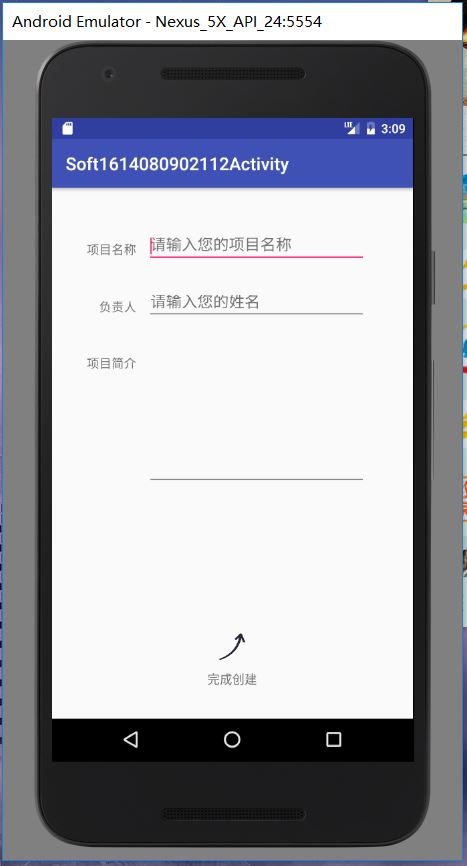 Android Emulator - Nexus_5X_API_24:5554
LTE 3:09
Soft1614080902112Activity
项目名称 请输入您的项目名称
负责人 请输入您的姓名
项目简介
完成创建